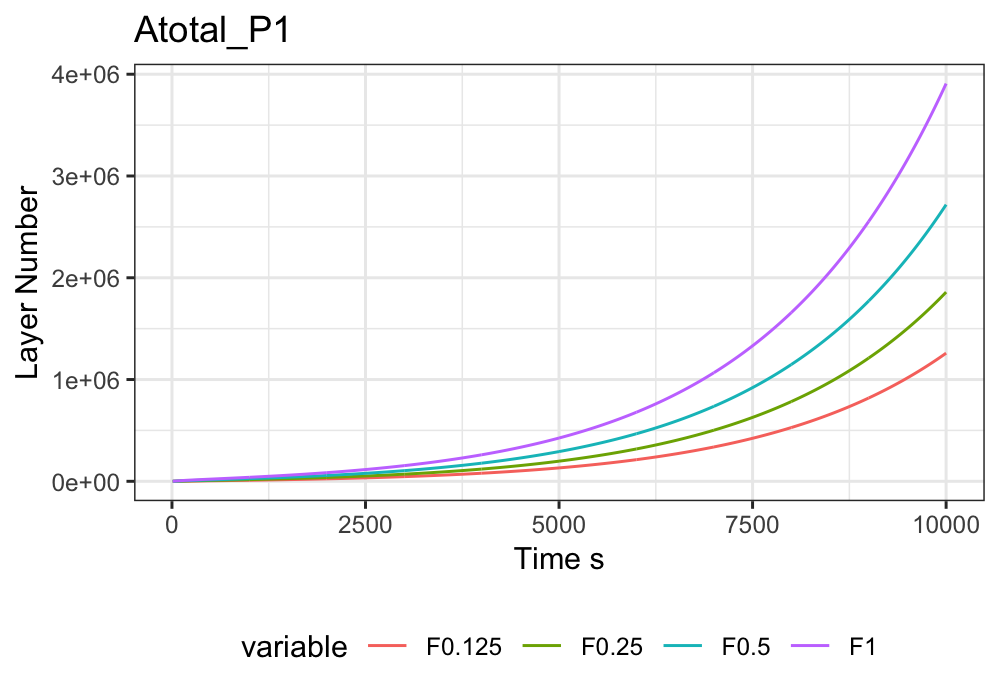 Atotal_P1
4e+06
3e+06
2e+06
1e+06
0e+00
Layer Number
0 2500 5000 7500 10000
Time s
variable F0.125 F0.25 F0.5 F1